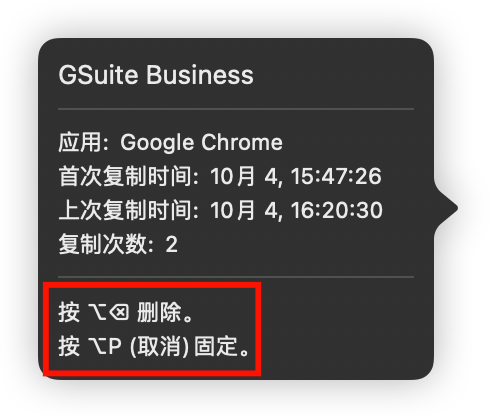 GSuite Business
应用: Google Chrome
首次复制时间: 10月 4, 15:47:26
上次复制时间: 10月 4, 16:20:30
复制次数: 2
按 ⌥⌫ 删除。
按 ⌥P (取消) 固定。